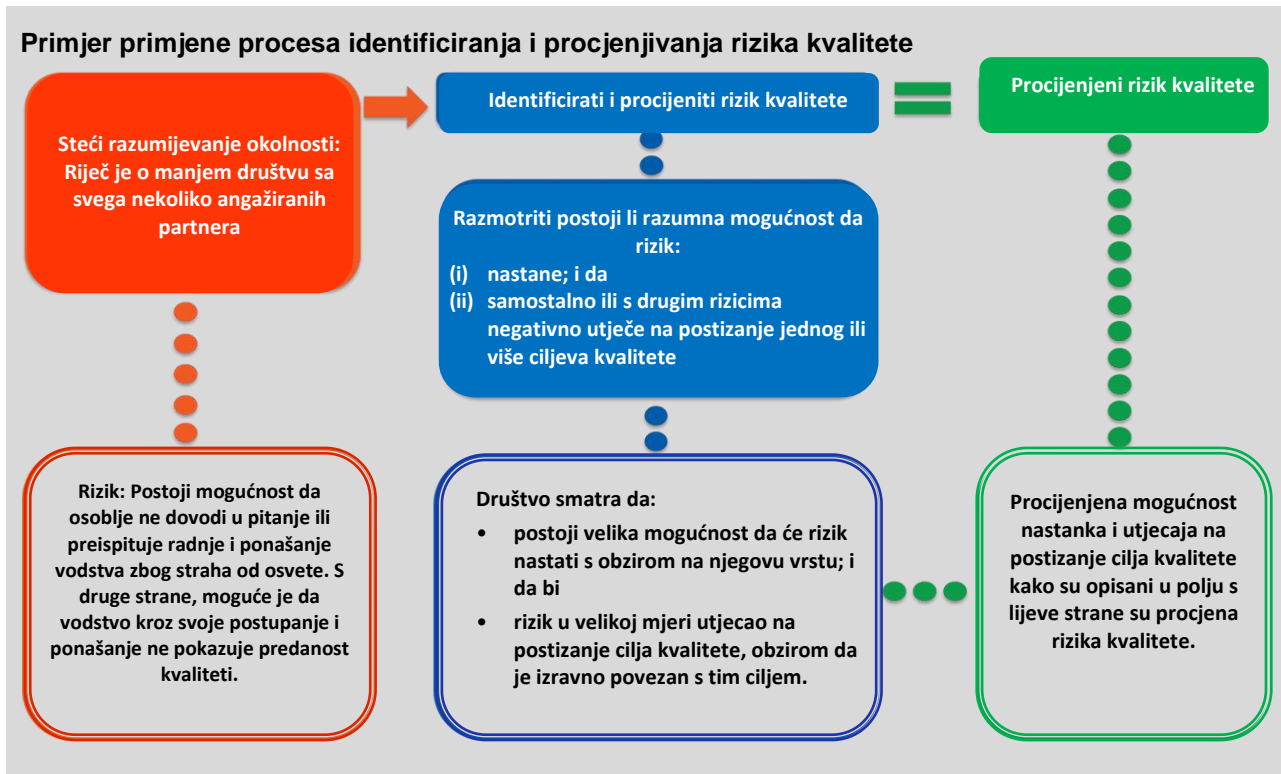 Primjer primjene procesa identificiranja i procjenjivanja rizika kvalitete
Steći razumijevanje okolnosti:
Riječ je o manjem društvu sa
svega nekoliko angažiranih
partnera
Identificirati i procijeniti rizik kvalitete
Procijenjeni rizik kvalitete
Razmotriti postoji li razumna mogućnost da
rizik:
(i) nastane; i da
(ii) samostalno ili s drugim rizicima
negativno utječe na postizanje jednog ili
više ciljeva kvalitete
Rizik: Postoji mogućnost da
osoblje ne dovodi u pitanje ili
preispituje radnje i ponašanje
vodstva zbog straha od osvete. S
druge strane, moguće je da
vodstvo kroz svoje postupanje i
ponašanje ne pokazuje predanost
kvaliteti.
Društvo smatra da:
• postoji velika mogućnost da će rizik
nastati s obzirom na njegovu vrstu; i
da bi
• rizik u velikoj mjeri utjecao na
postizanje cilja kvalitete, obzirom da
je izravno povezan s tim ciljem.
Procijenjena mogućnost
nastanka i utjecaja na
postizanje cilja kvalitete
kako su opisani u polju s
lijeve strane su procjena
rizika kvalitete.